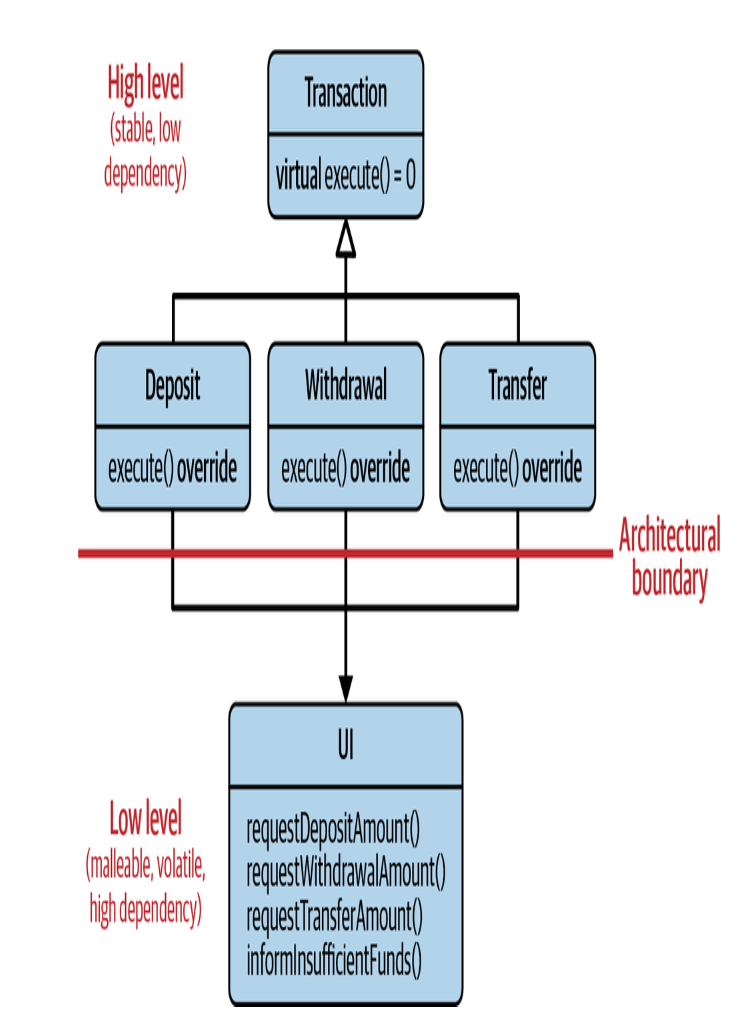 High level
(stable, low
dependency)
Transaction
virtual execute() = 0
Deposit
execute() override
Withdrawal
execute() override
Transfer
execute() override
Architectural
boundary
UI
requestDepositAmount()
requestWithdrawalAmount()
requestTransferAmount()
informInsufficientFunds()
Low level
(malleable, volatile,
high dependency)